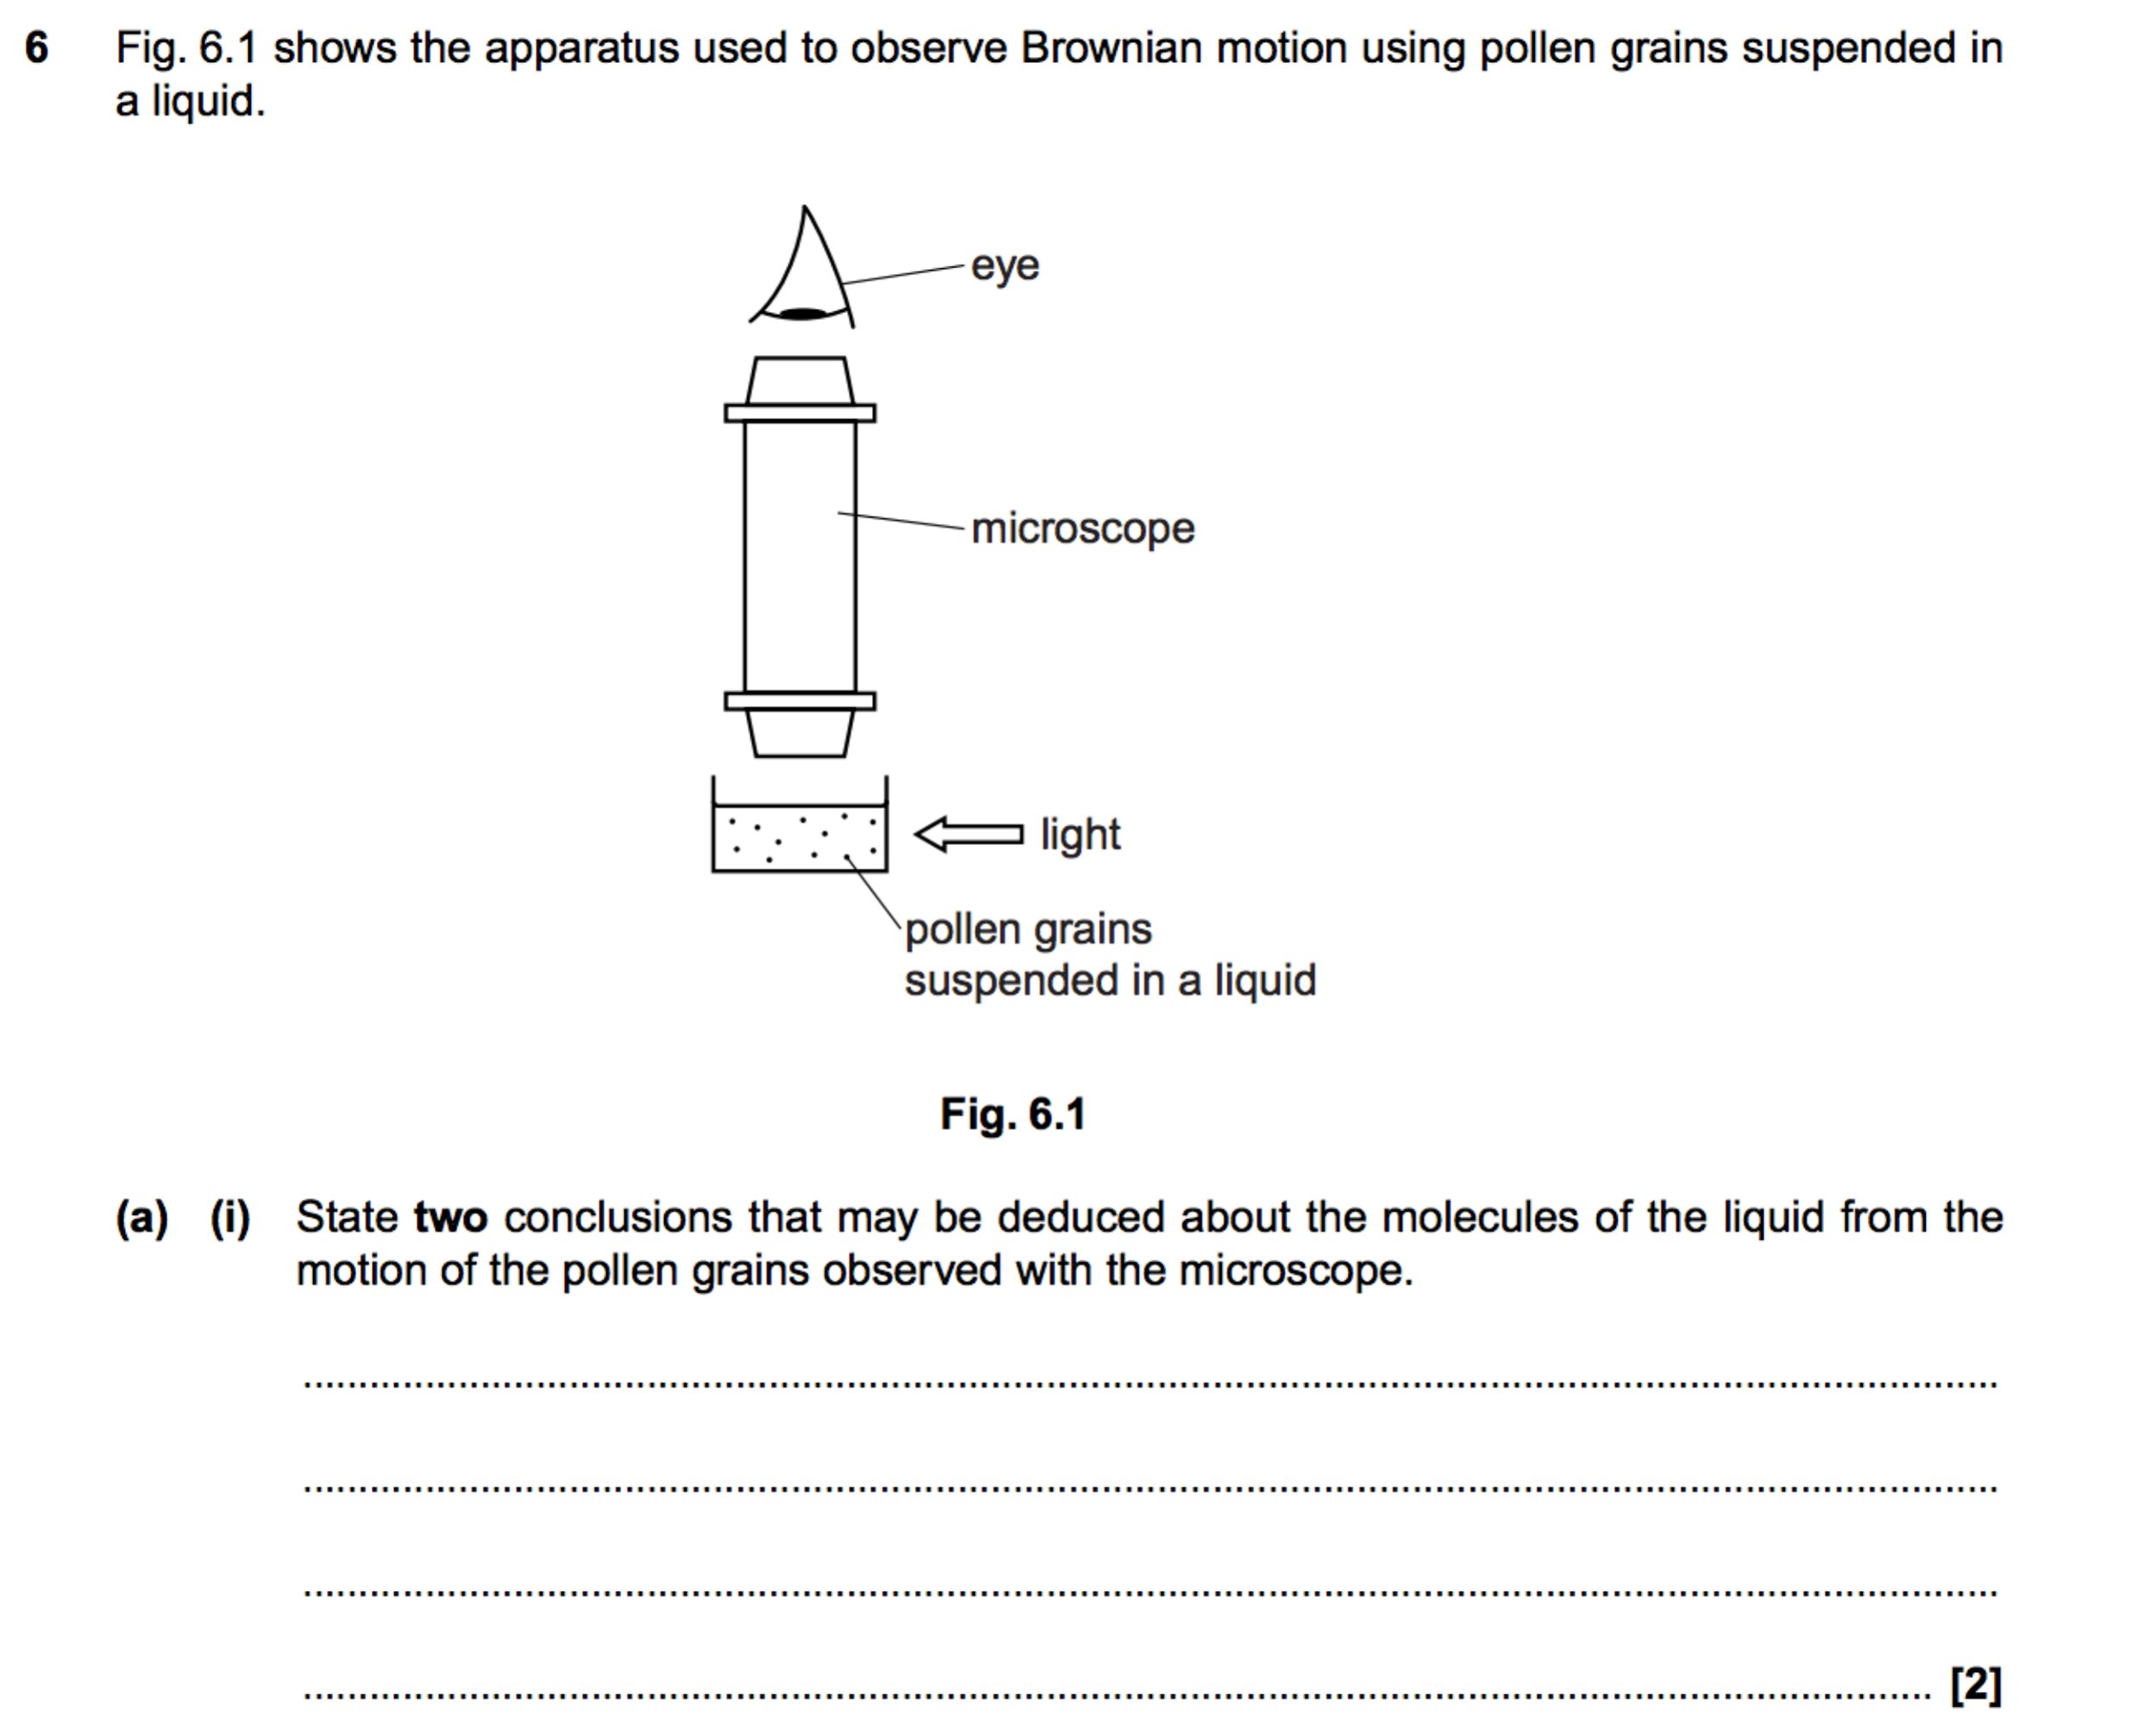 6 Fig. 6.1 shows the apparatus used to observe Brownian motion using pollen grains suspended in
a liquid.
eye
microscope
light
pollen grains
suspended in a liquid
Fig. 6.1
(a) (i) State two conclusions that may be deduced about the molecules of the liquid from the
motion of the pollen grains observed with the microscope.
[2]